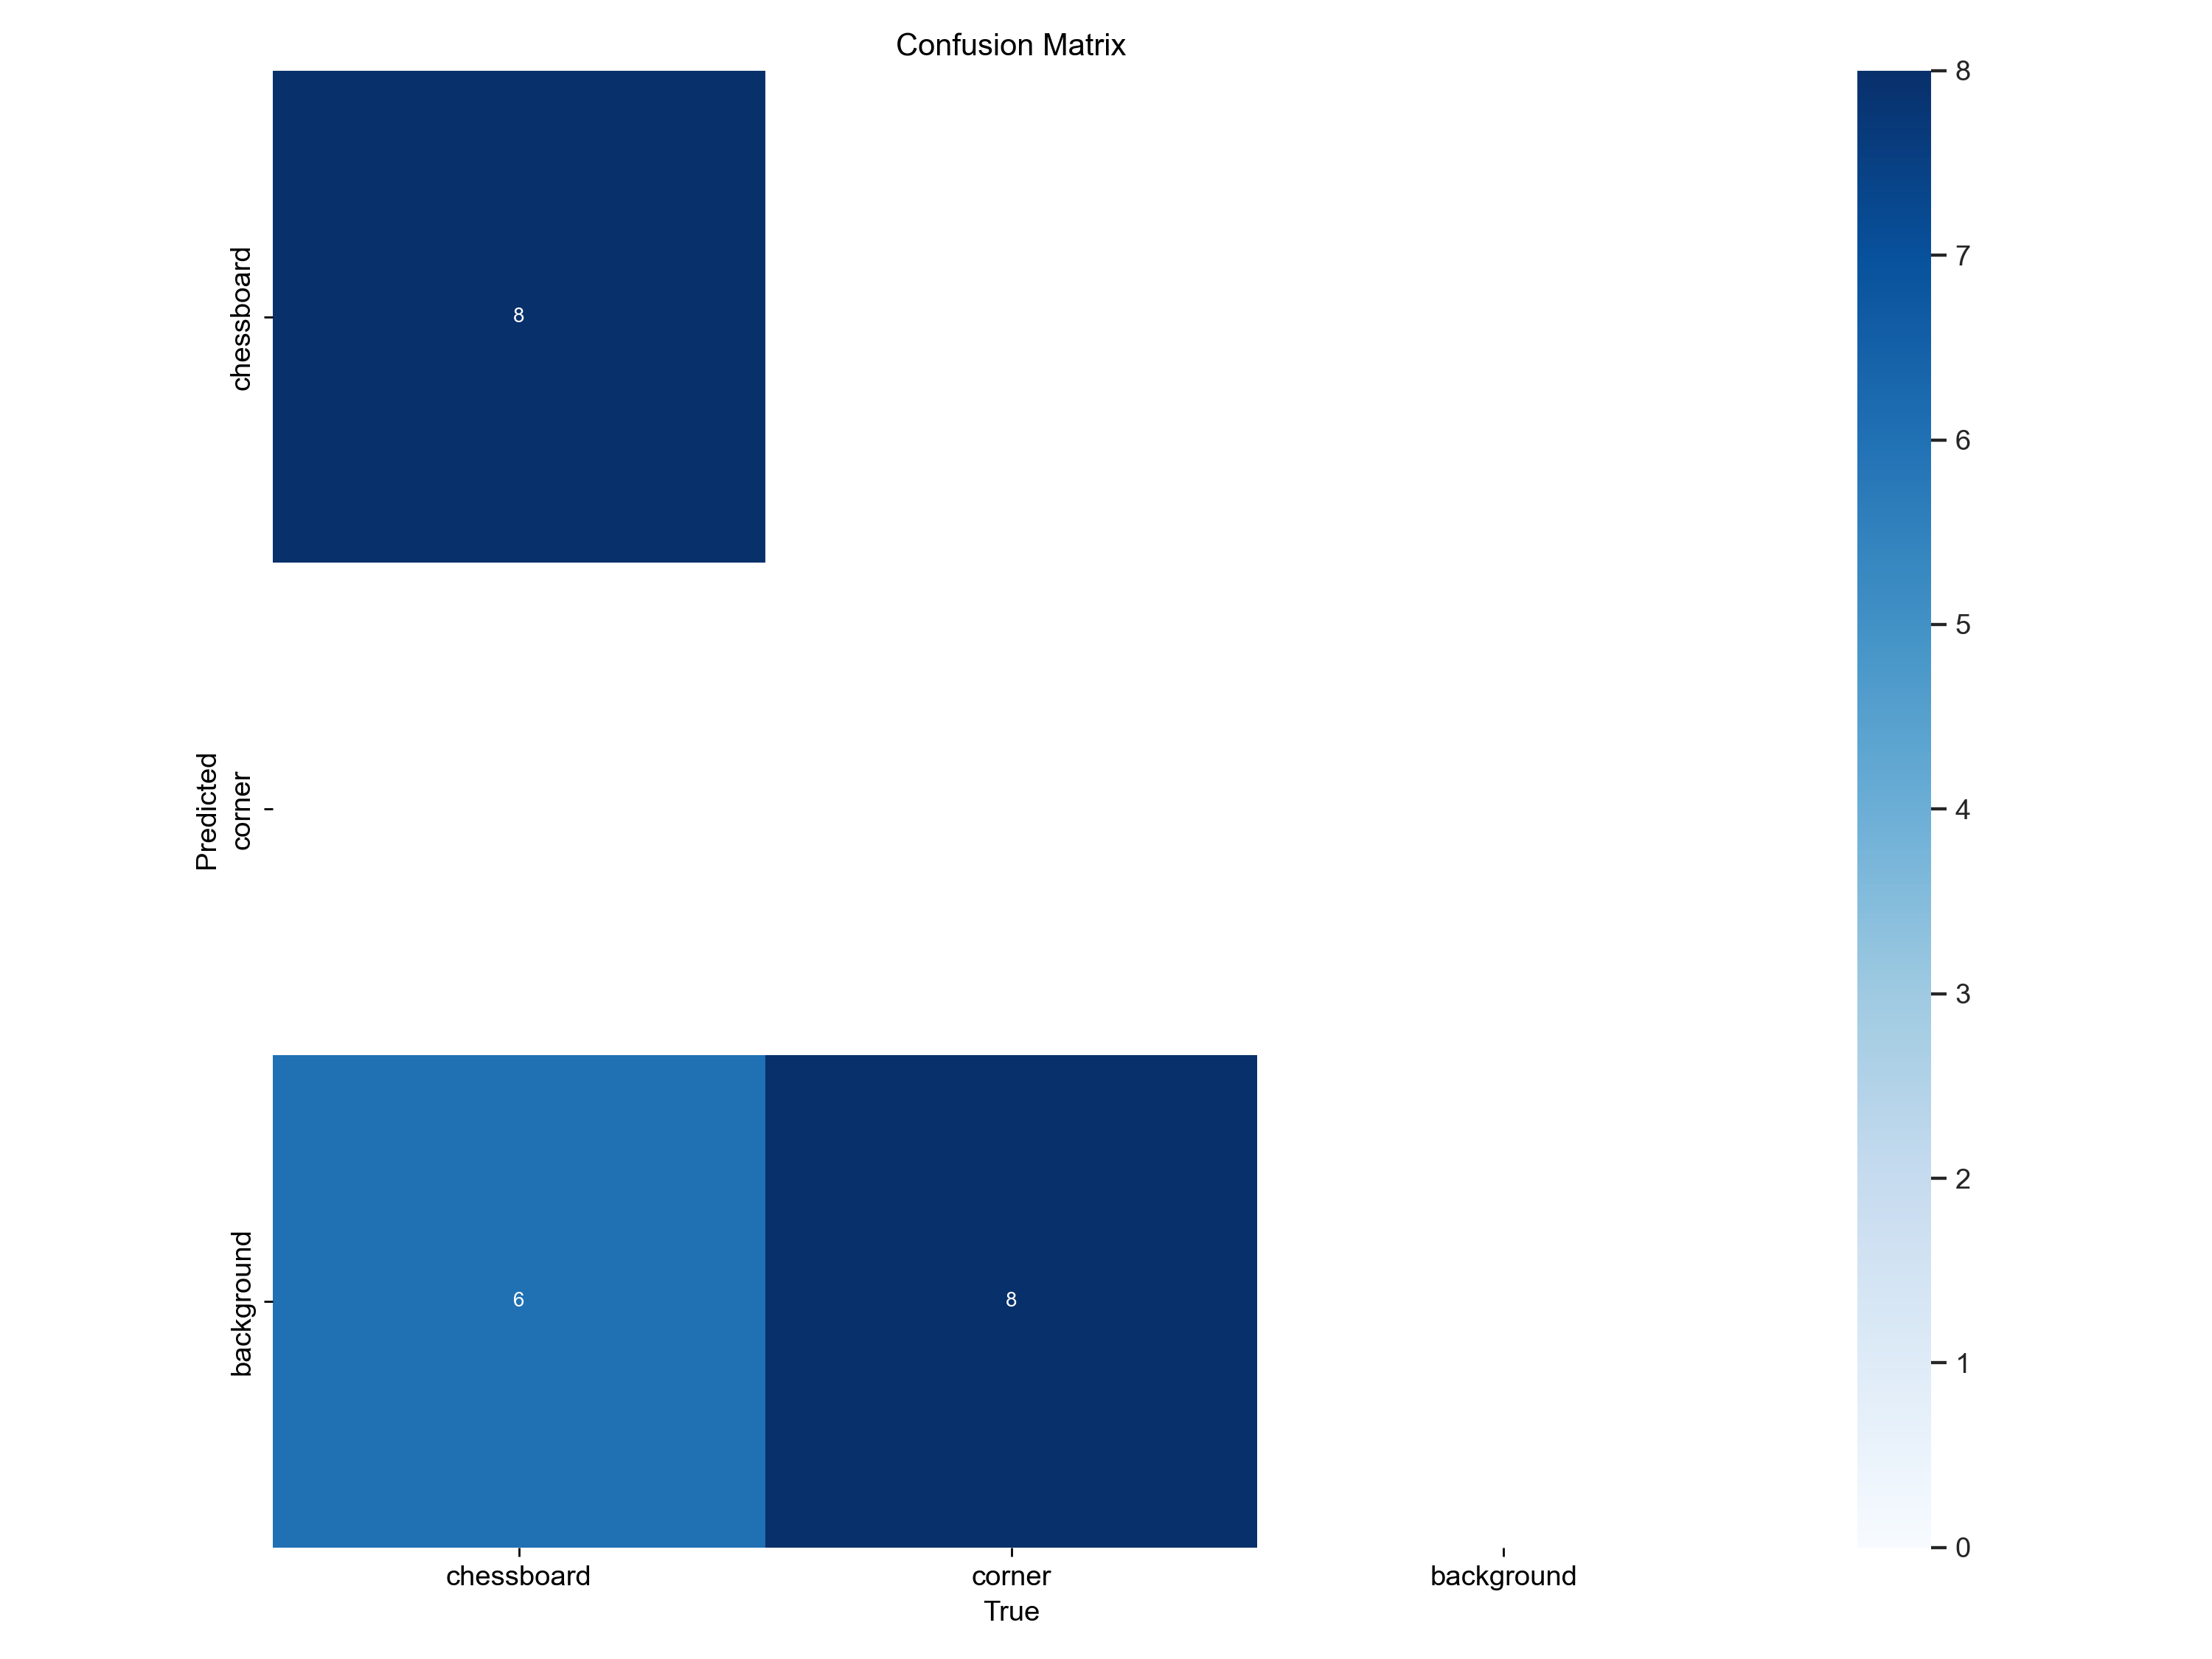 Confusion Matrix
chessboard
corner
background
Predicted
8
6
8
chessboard
corner
background
True
8
7
6
5
4
3
2
1
0